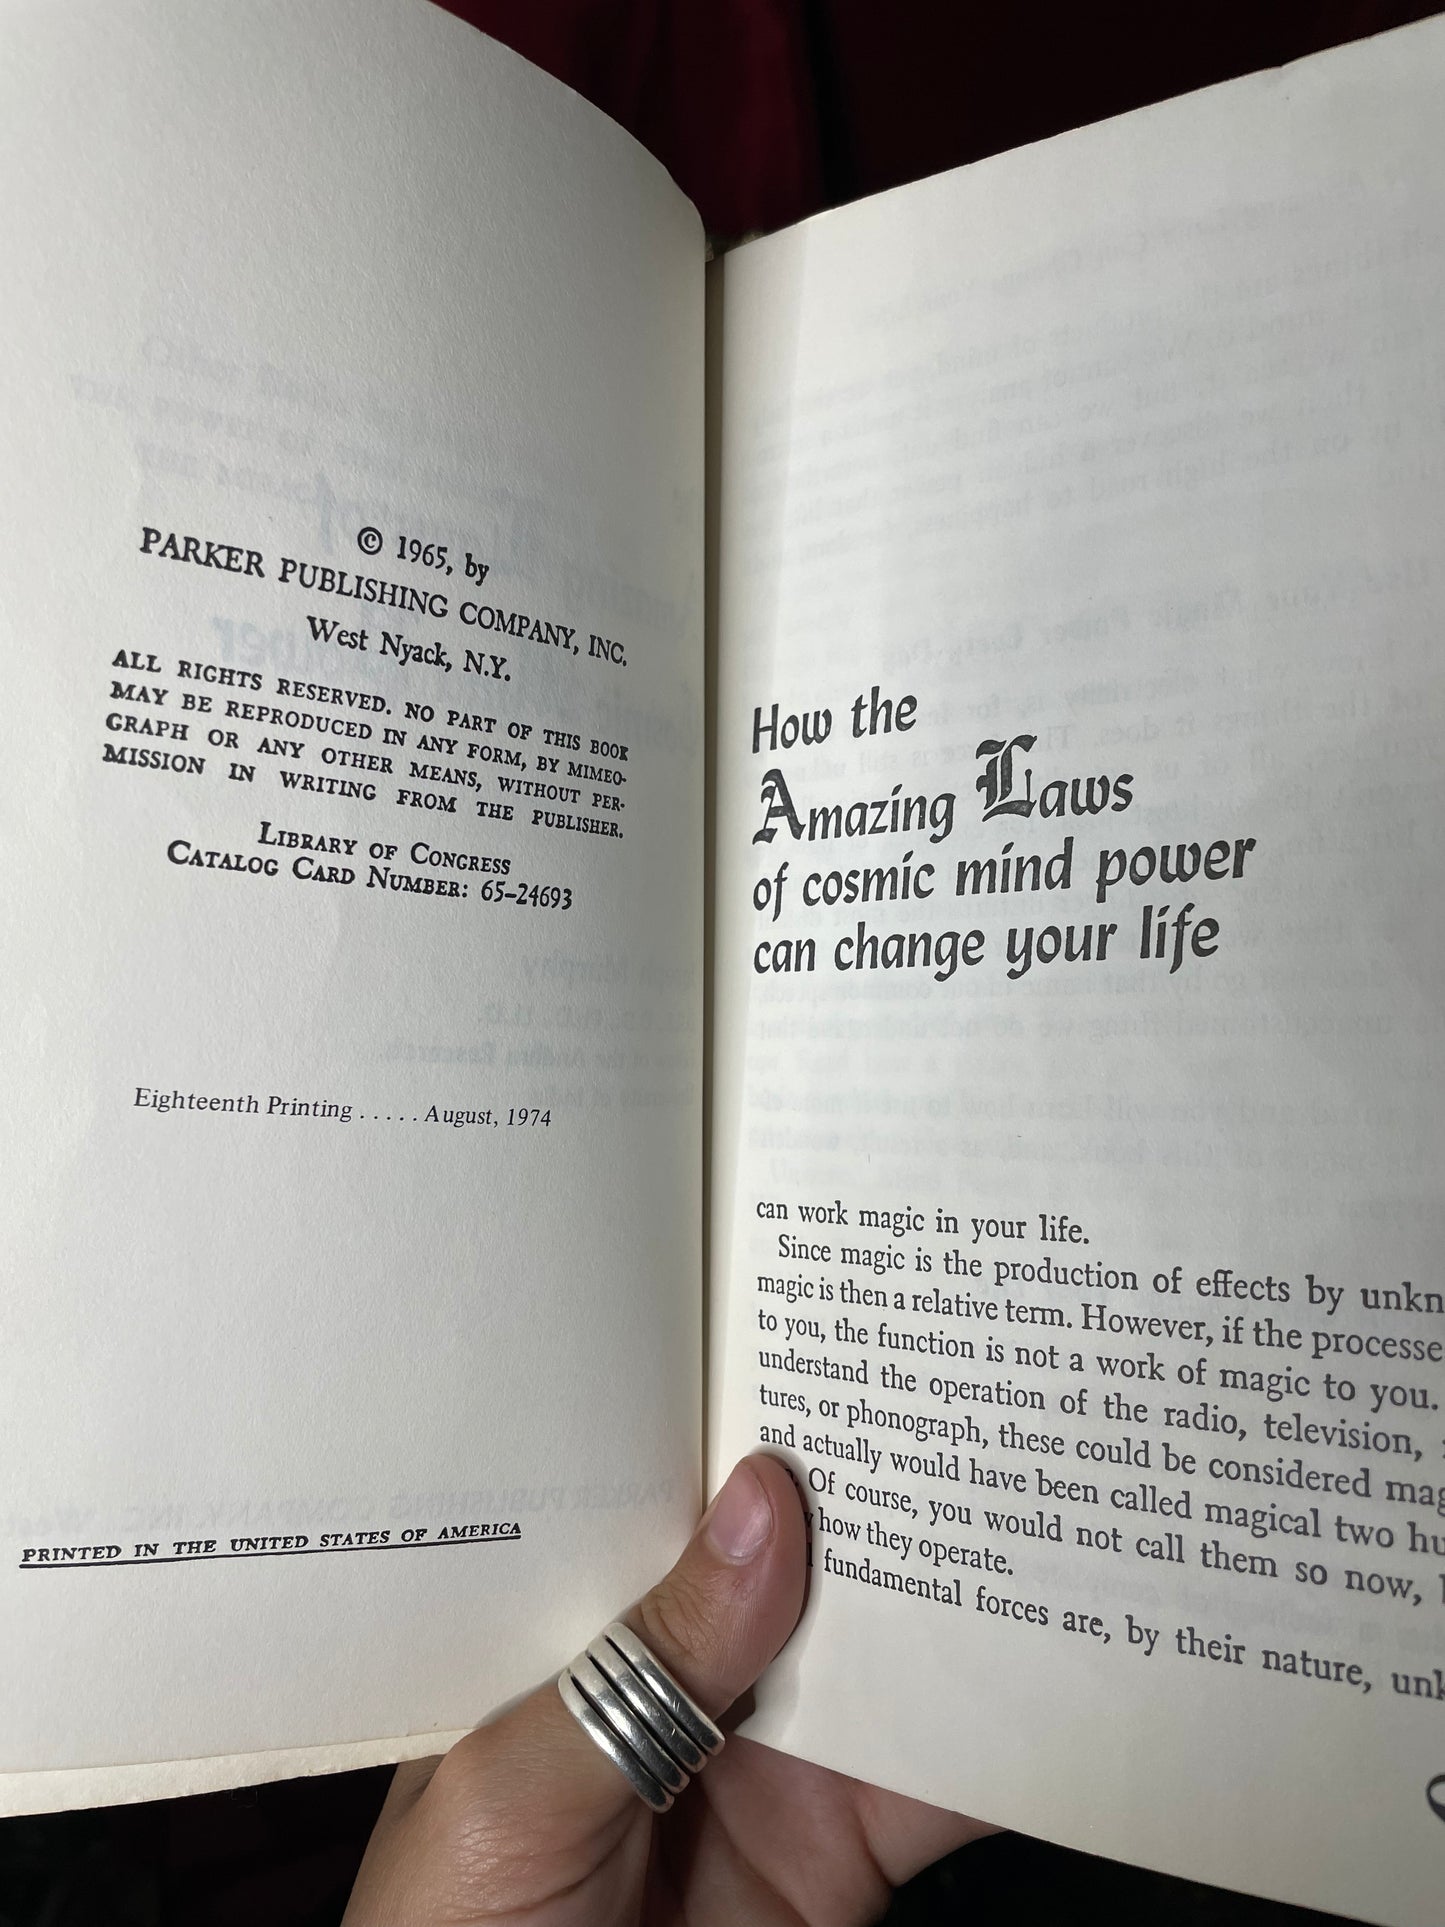 © 1965, by
PARKER PUBLISHING COMPANY, INC.
West Nyack, N.Y.
ALL RIGHTS RESERVED. NO PART OF THIS BOOK
MAY BE REPRODUCED IN ANY FORM, BY MIMEO-
GRAPH OR ANY OTHER MEANS, WITHOUT PER-
MISSION IN WRITING FROM THE PUBLISHER.
LIBRARY OF CONGRESS
CATALOG CARD NUMBER: 65-24693
Eighteenth Printing ..... August, 1974
PRINTED IN THE UNITED STATES OF AMERICA
How the
Amazing Laws
of cosmic mind power
can change your life
can work magic in your life.
Since magic is the production of effects by
magic is then a relative term. However, if the
to you, the function is not a work of magic to you.
understand the operation of the radio, television,
tures, or phonograph, these could be considered
and actually would have been called magical two
Of course, you would not call them so now,
how they operate.
fundamental forces are, by their nature,